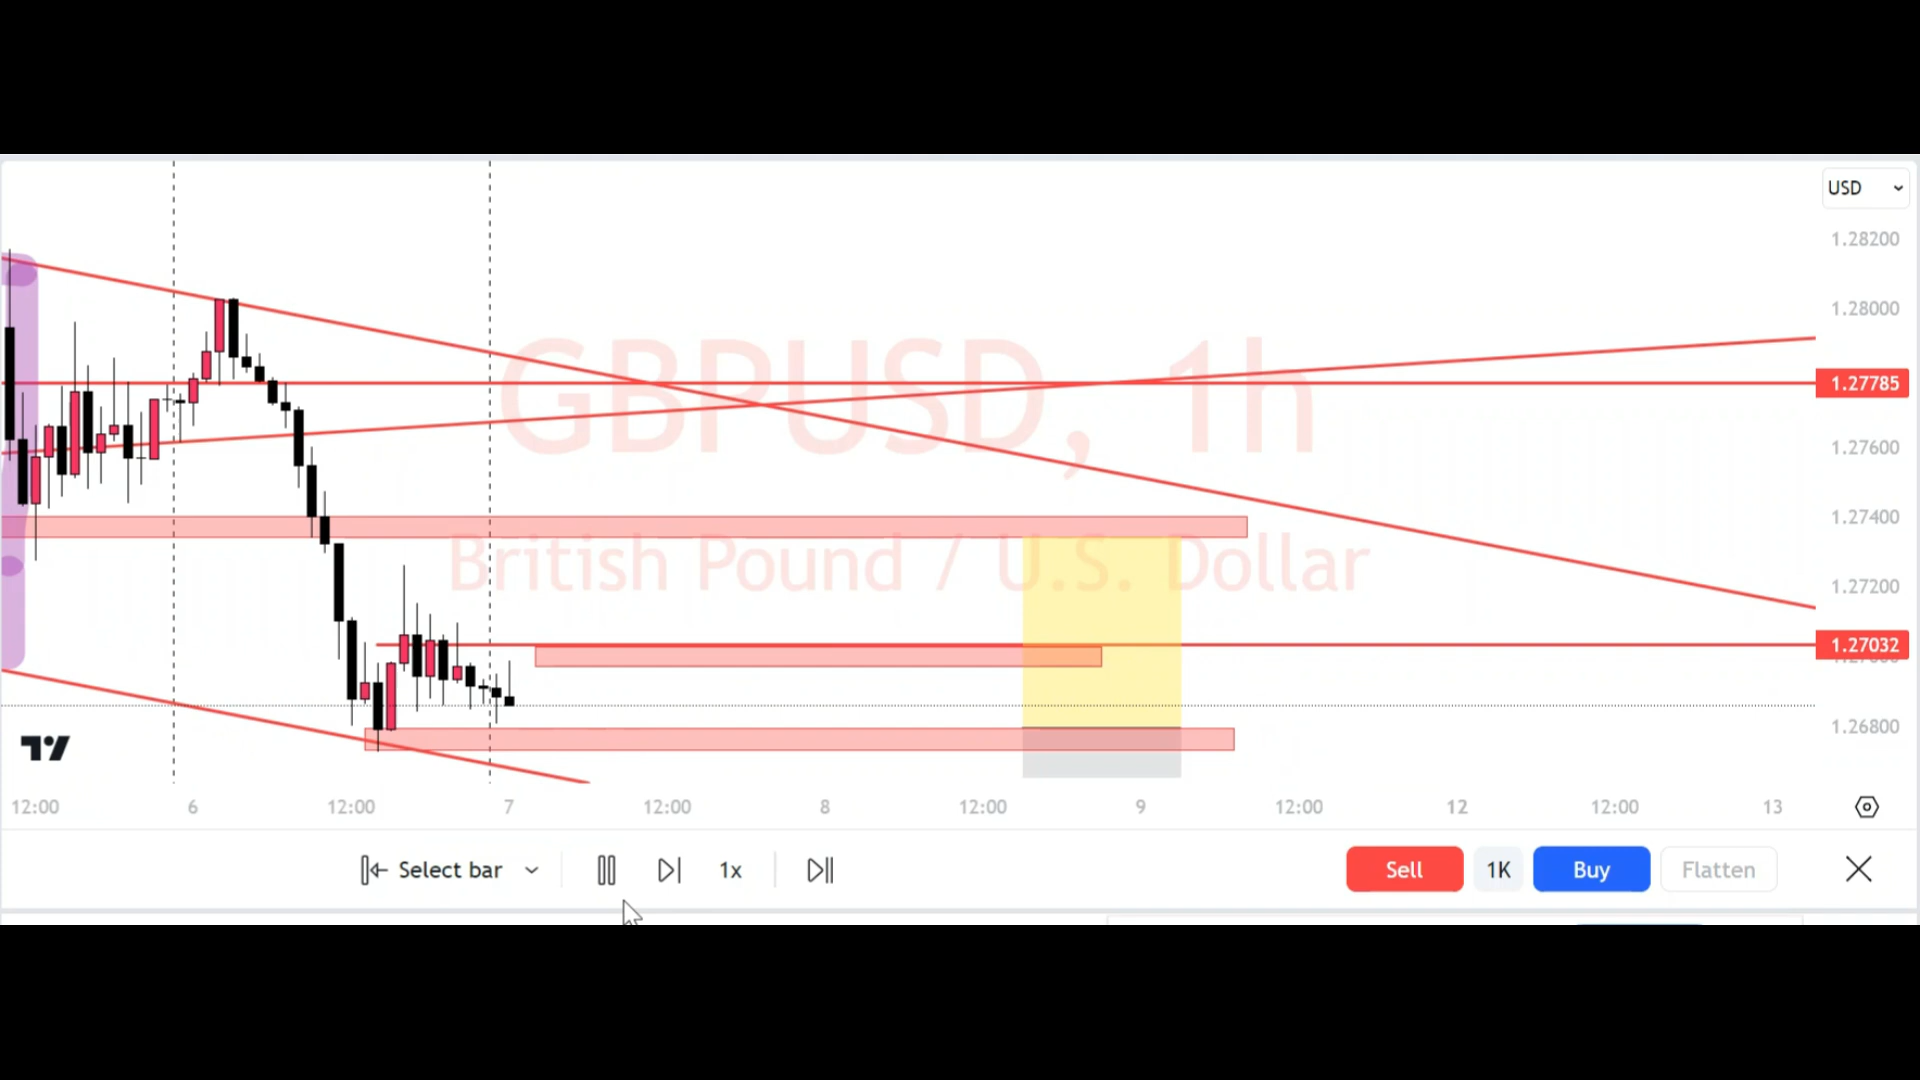 USD
1.28200
1.28000
1.27785
1.27600
1.27400
1.27200
1.27032
1.26800
GBPUSD, 1h
British Pound / U.S. Dollar
12:00 6 12:00 7 12:00 8 12:00 9 12:00 12 12:00 13
Select bar 1x Sell 1K Buy Flatten